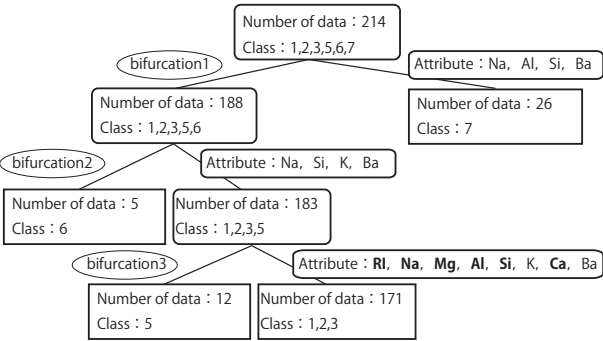 Number of data：214
Class：1,2,3,5,6,7
bifurcation1
Attribute：Na, Al, Si, Ba
Number of data：188
Class：1,2,3,5,6
Number of data：26
Class：7
bifurcation2
Attribute：Na, Si, K, Ba
Number of data：5
Class：6
Number of data：183
Class：1,2,3,5
bifurcation3
Attribute：RI, Na, Mg, Al, Si, K, Ca, Ba
Number of data：12
Class：5
Number of data：171
Class：1,2,3